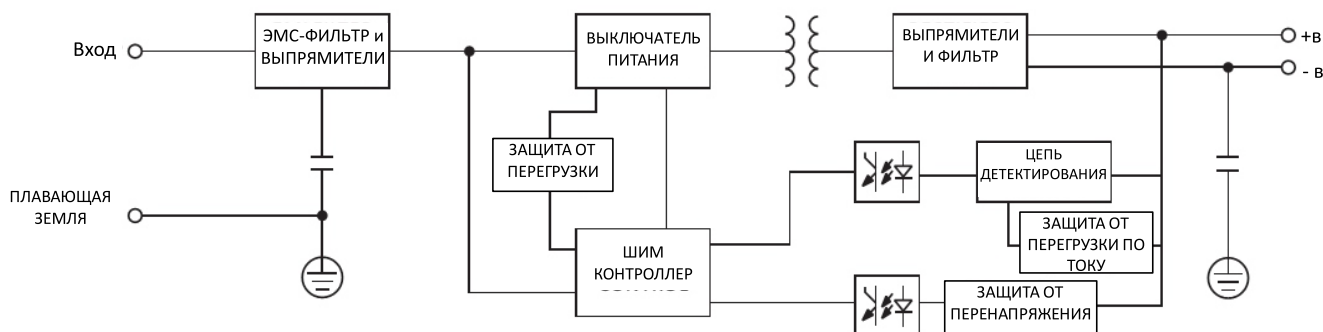 Вход
ЭМС-ФИЛЬТР и
ВЫПРЯМИТЕЛИ
ВЫКЛЮЧАТЕЛЬ
ПИТАНИЯ
ВЫПРЯМИТЕЛИ
И ФИЛЬТР
+в
- в
ЗАЩИТА ОТ
ПЕРЕГРУЗКИ
ЦЕПЬ
ДЕТЕКТИРОВАНИЯ
ПЛАВАЮЩАЯ
ЗЕМЛЯ
ЗАЩИТА ОТ
ПЕРЕГРУЗКИ ПО
ТОКУ
ШИМ
КОНТРОЛЛЕР
ЗАЩИТА ОТ
ПЕРЕНАПРЯЖЕНИЯ